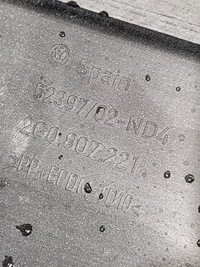 Spain
52397/02-ND4
2G0.807.221
>PP+EPDM-TD10<